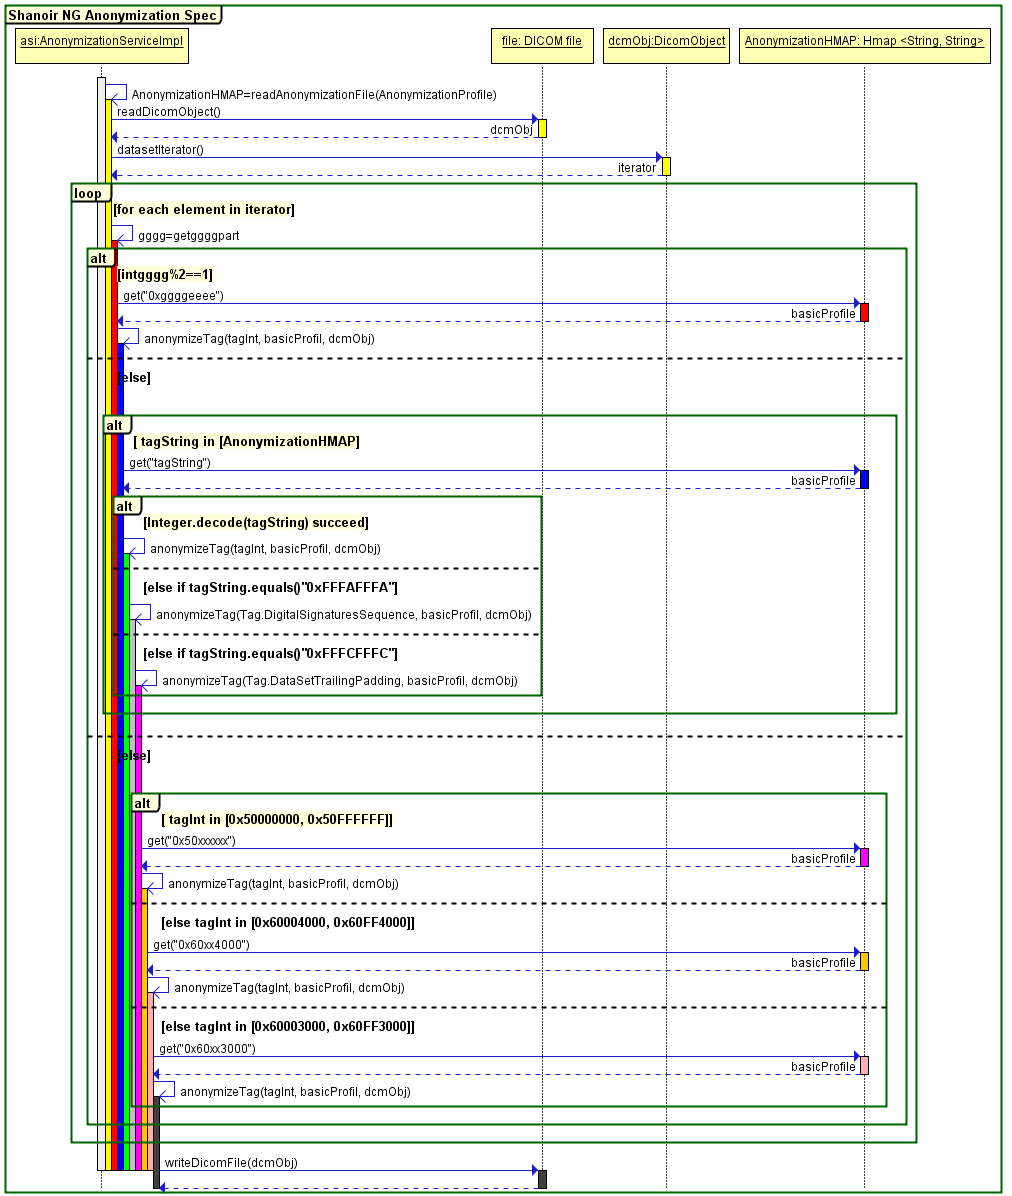 Shanoir NG Anonymization Spec
asi:AnonymizationServiceImpl
file: DICOM file
dcmObj:DicomObject
AnonymizationHMAP: Hmap <String, String>
AnonymizationHMAP=readAnonymizationFile(AnonymizationProfile)
readDicomObject()
dcmObj
datasetIterator()
iterator
loop
[for each element in iterator]
gggg=getggggpart
alt
[intgggg%2==1]
get("0xggggeeee")
basicProfile
anonymizeTag(tagInt, basicProfil, dcmObj)
[else]
alt
[ tagString in [AnonymizationHMAP]
get("tagString")
basicProfile
alt
[Integer.decode(tagString) succeed]
anonymizeTag(tagInt, basicProfil, dcmObj)
[else if tagString.equals()"0xFFFAFFFA"]
anonymizeTag(Tag.DigitalSignaturesSequence, basicProfil, dcmObj)
[else if tagString.equals()"0xFFFCFFFC"]
anonymizeTag(Tag.DataSetTrailingPadding, basicProfil, dcmObj)
[else]
alt
[ tagInt in [0x50000000, 0x50FFFFFF]]
get("0x50xxxxxx")
basicProfile
anonymizeTag(tagInt, basicProfil, dcmObj)
[else tagInt in [0x60004000, 0x60FF4000]]
get("0x60xx4000")
basicProfile
anonymizeTag(tagInt, basicProfil, dcmObj)
[else tagInt in [0x60003000, 0x60FF3000]]
get("0x60xx3000")
basicProfile
anonymizeTag(tagInt, basicProfil, dcmObj)
writeDicomFile(dcmObj)